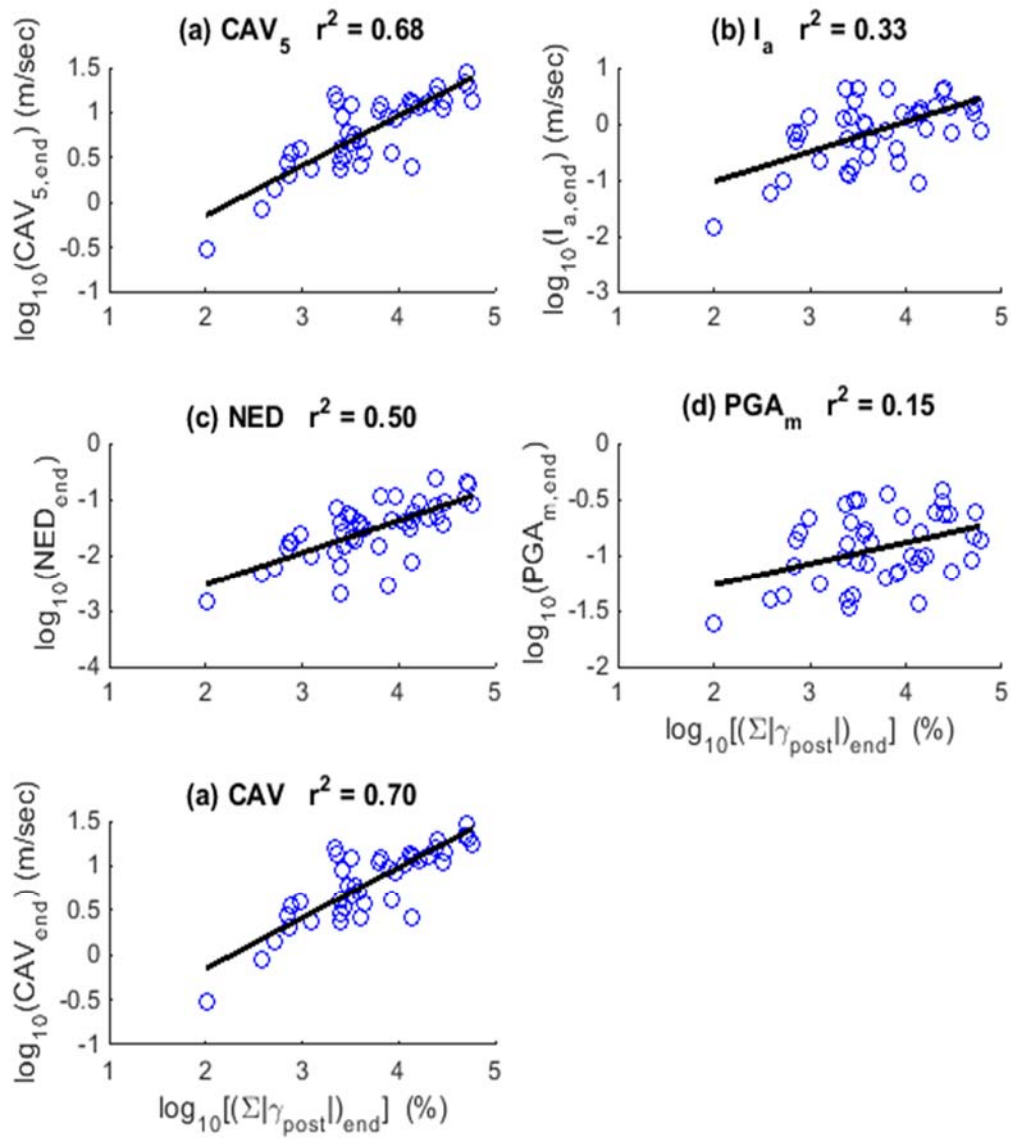 (a) CAV5 r2 = 0.68
log10(CAV5,end) (m/sec)
1.5
1
0.5
0
-0.5
-1
1 2 3 4 5
(b) Ia r2 = 0.33
log10(Ia,end) (m/sec)
1
0
-1
-2
-3
1 2 3 4 5
(c) NED r2 = 0.50
log10(NEDend)
0
-1
-2
-3
-4
1 2 3 4 5
(d) PGAm r2 = 0.15
log10(PGAm,end)
0
-0.5
-1
-1.5
-2
1 2 3 4 5
log10[(Σ|γpost|)end] (%)
(a) CAV r2 = 0.70
log10(CAVend) (m/sec)
1.5
1
0.5
0
-0.5
-1
1 2 3 4 5
log10[(Σ|γpost|)end] (%)